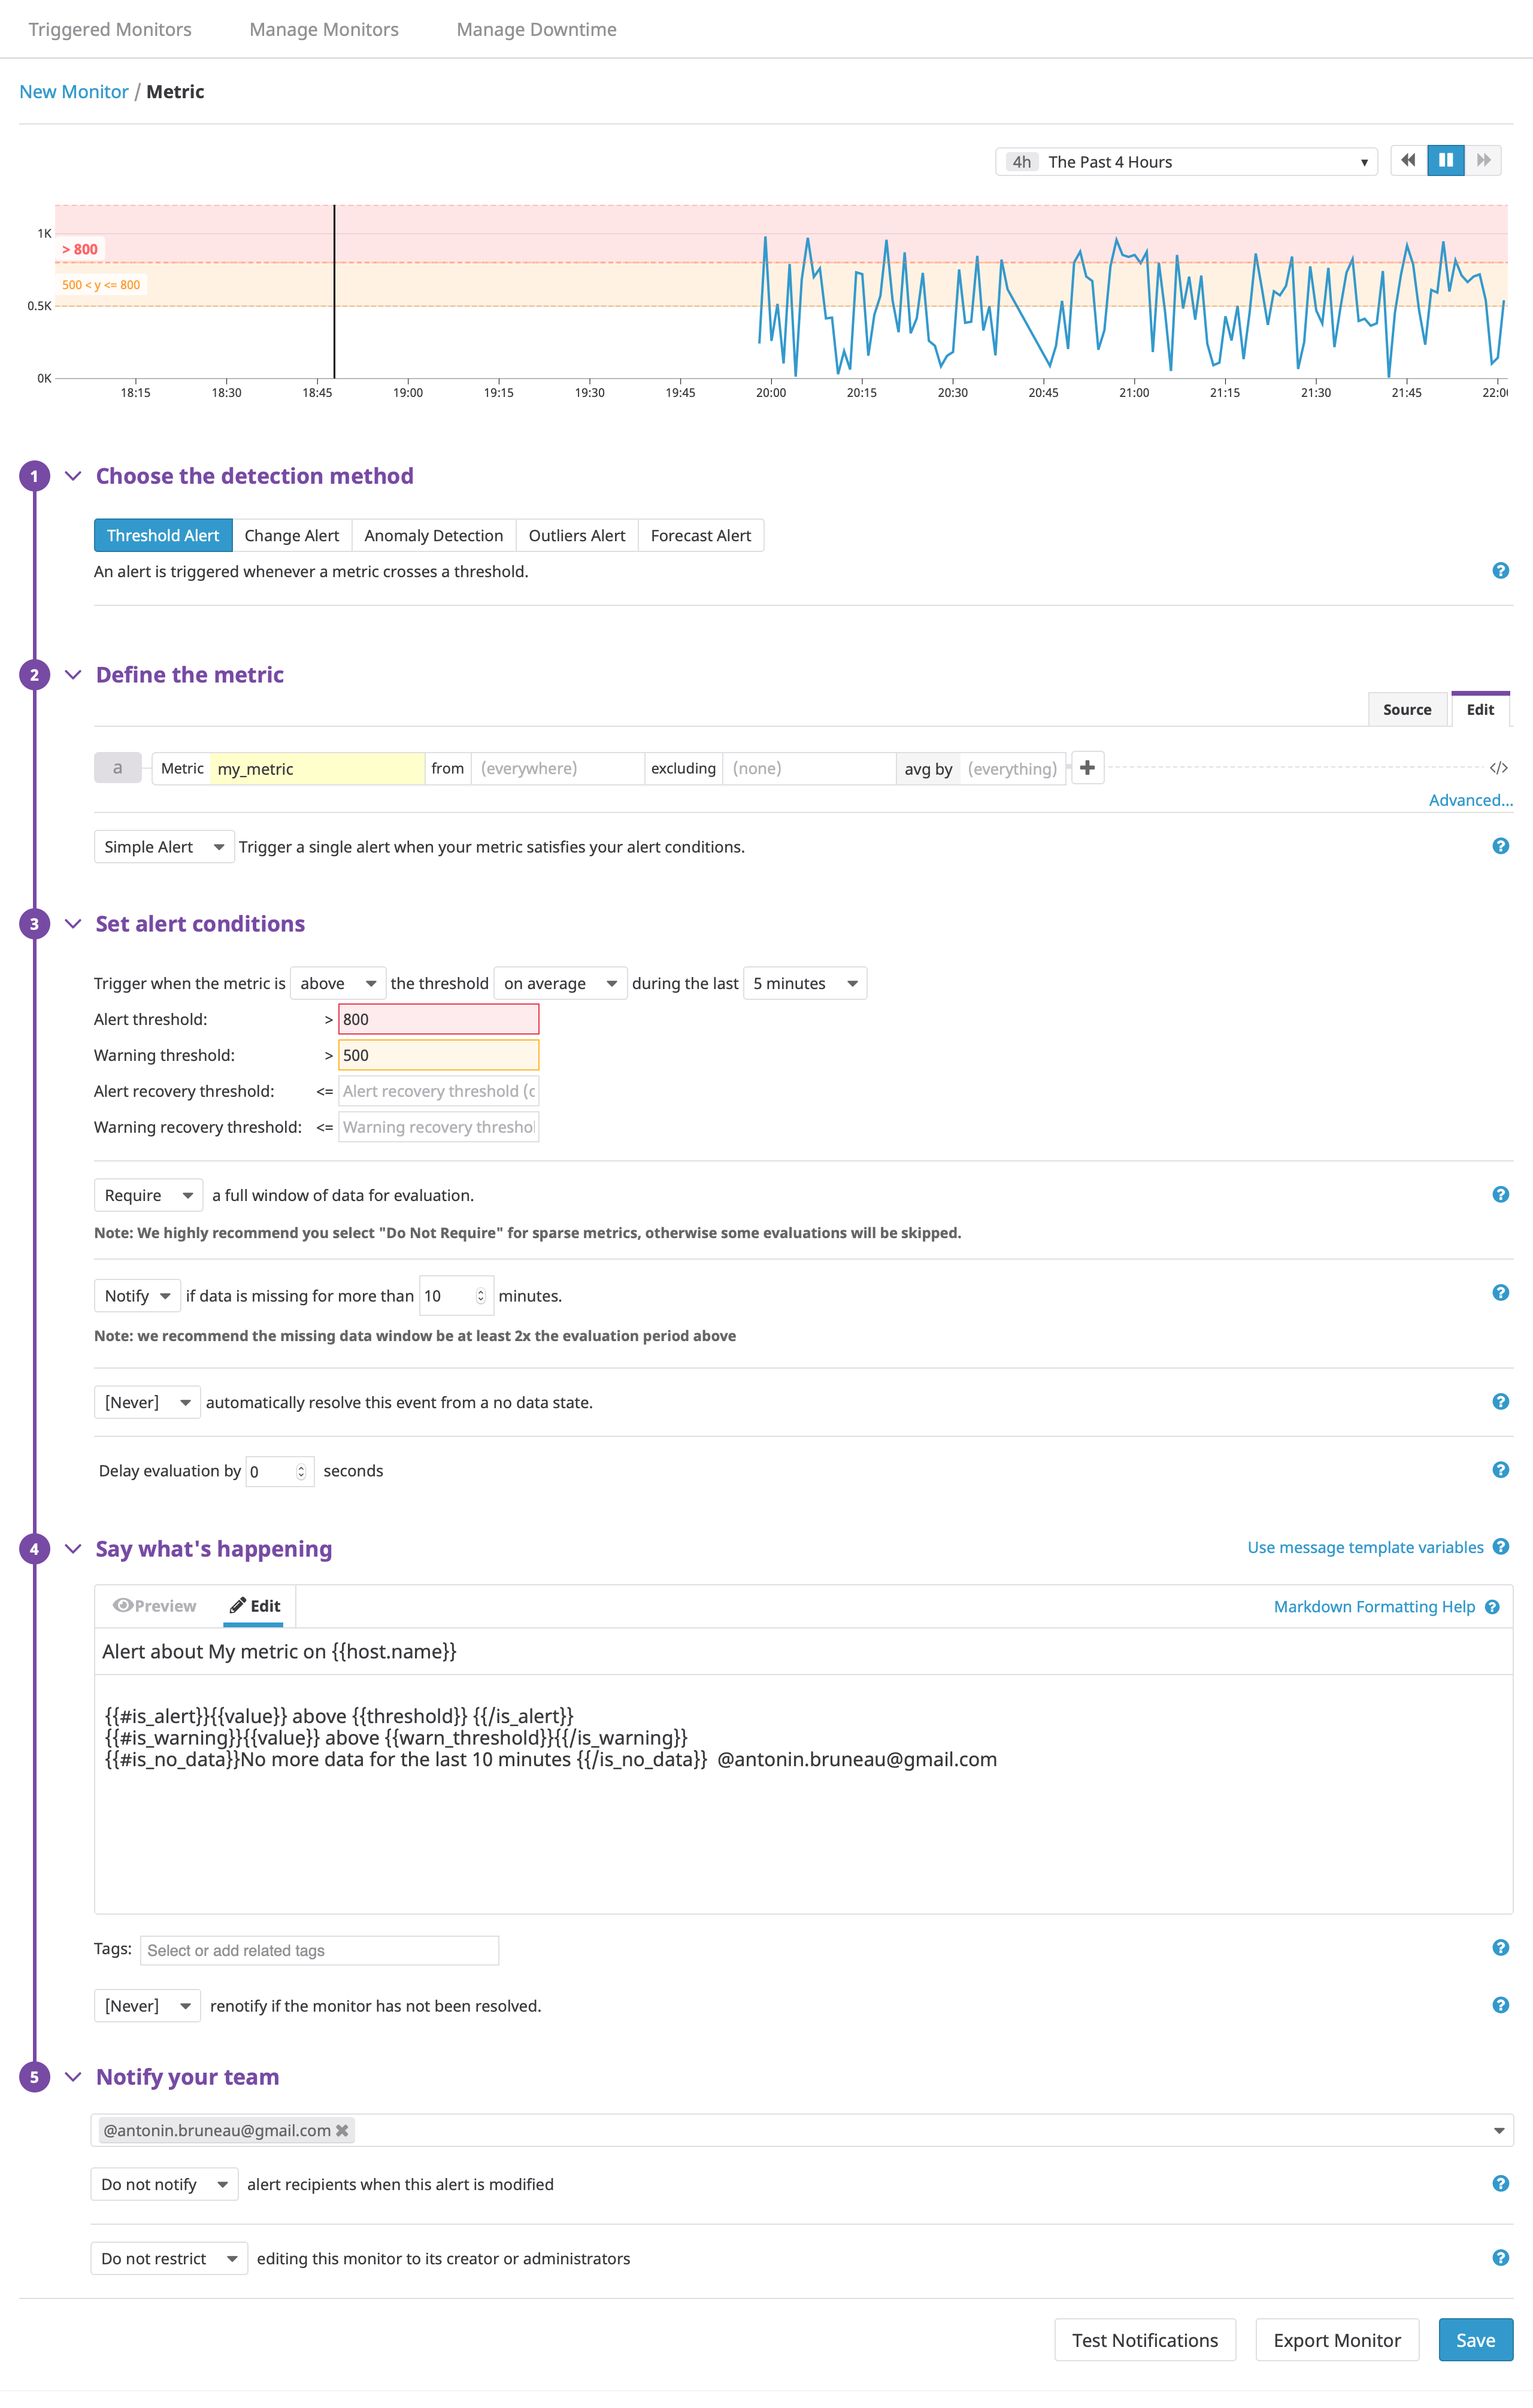 Triggered Monitors Manage Monitors Manage Downtime
New Monitor / Metric
4h The Past 4 Hours
1K
> 800
500 < y <= 800
0.5K
0K
18:15 18:30 18:45 19:00 19:15 19:30 19:45 20:00 20:15 20:30 20:45 21:00 21:15 21:30 21:45
1 Choose the detection method
Threshold Alert Change Alert Anomaly Detection Outliers Alert Forecast Alert
An alert is triggered whenever a metric crosses a threshold. ?
2 Define the metric
Source Edit
a Metric my_metric from (everywhere) excluding (none) avg by (everything) + </>
Advanced...
Simple Alert Trigger a single alert when your metric satisfies your alert conditions. ?
3 Set alert conditions
Trigger when the metric is above the threshold on average during the last 5 minutes
Alert threshold: > 800
Warning threshold: > 500
Alert recovery threshold: <= Alert recovery threshold (c
Warning recovery threshold: <= Warning recovery threshol
Require a full window of data for evaluation. ?
Note: We highly recommend you select "Do Not Require" for sparse metrics, otherwise some evaluations will be skipped.
Notify if data is missing for more than 10 minutes. ?
Note: we recommend the missing data window be at least 2x the evaluation period above
[Never] automatically resolve this event from a no data state. ?
Delay evaluation by 0 seconds ?
4 Say what's happening Use message template variables ?
Preview Edit Markdown Formatting Help ?
Alert about My metric on {{host.name}}
{{#is_alert}}{{value}} above {{threshold}} {{/is_alert}}
{{#is_warning}}{{value}} above {{warn_threshold}}{{/is_warning}}
{{#is_no_data}}No more data for the last 10 minutes {{/is_no_data}} @antonin.bruneau@gmail.com
Tags: Select or add related tags ?
[Never] renotify if the monitor has not been resolved. ?
5 Notify your team
@antonin.bruneau@gmail.com
Do not notify alert recipients when this alert is modified ?
Do not restrict editing this monitor to its creator or administrators ?
Test Notifications Export Monitor Save